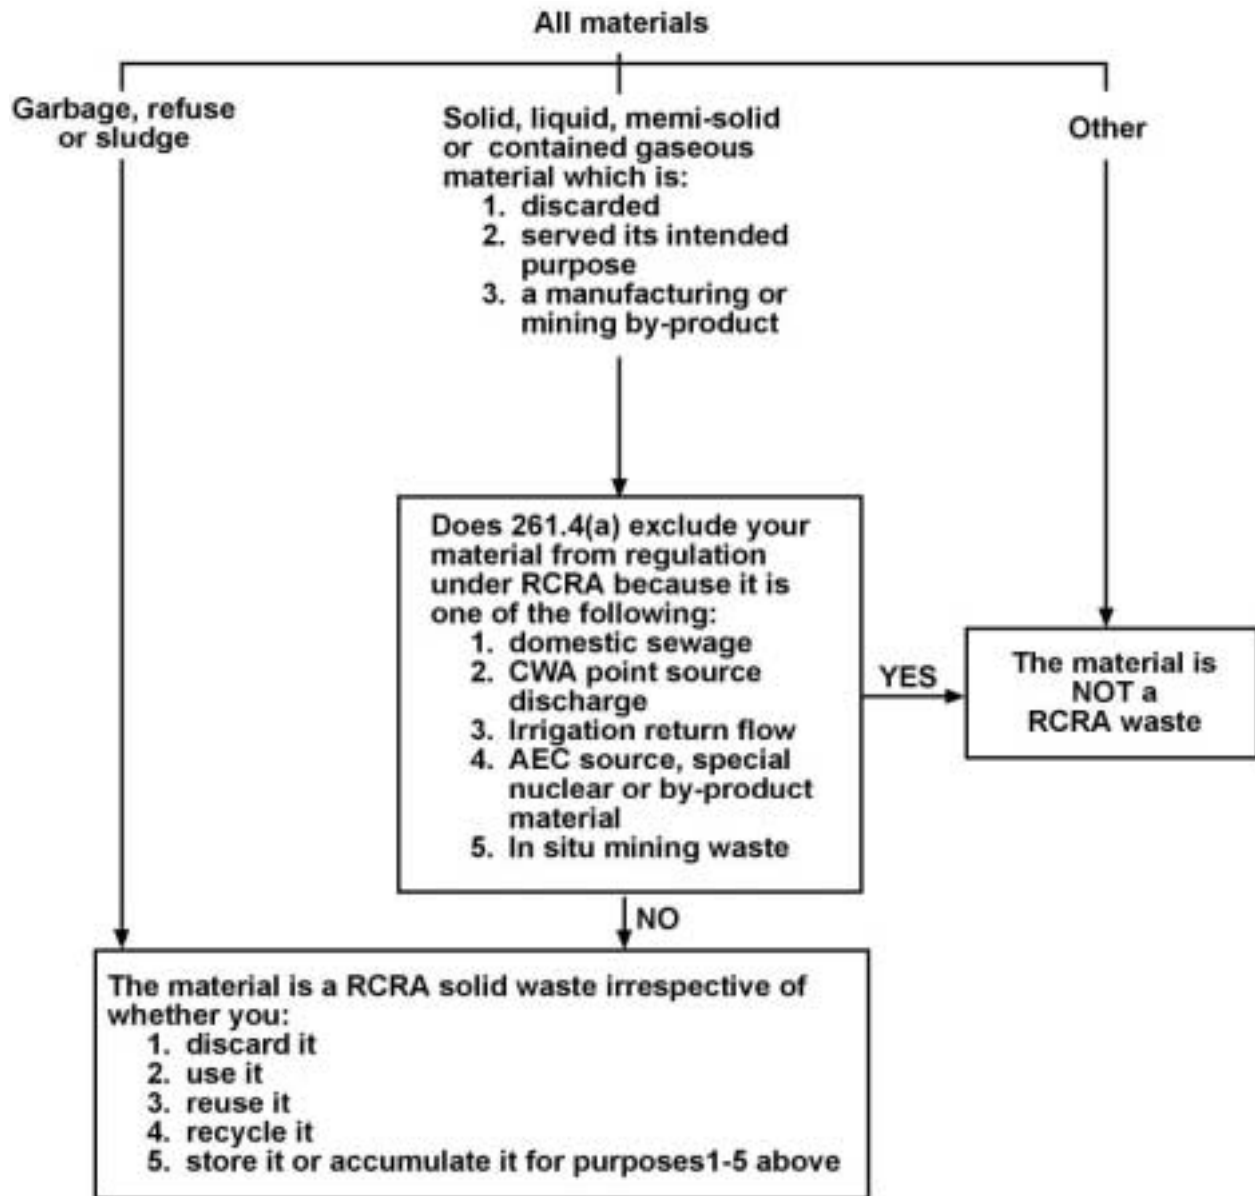 All materials
Garbage, refuse
or sludge
Solid, liquid, memi-solid
or contained gaseous
material which is:
1. discarded
2. served its intended
purpose
3. a manufacturing or
mining by-product
Other
Does 261.4(a) exclude your
material from regulation
under RCRA because it is
one of the following:
1. domestic sewage
2. CWA point source
discharge
3. Irrigation return flow
4. AEC source, special
nuclear or by-product
material
5. In situ mining waste
YES
The material is
NOT a
RCRA waste
NO
The material is a RCRA solid waste irrespective of
whether you:
1. discard it
2. use it
3. reuse it
4. recycle it
5. store it or accumulate it for purposes1-5 above